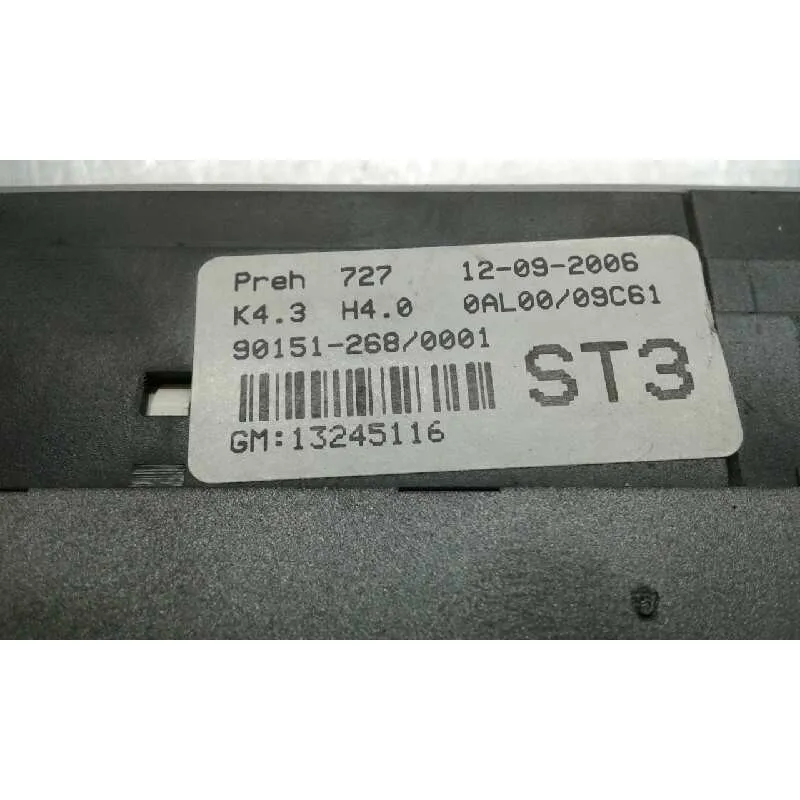 Preh 727 12-09-2006
K4.3 H4.0 0AL00/09C61
90151-268/0001
ST3
GM:13245116